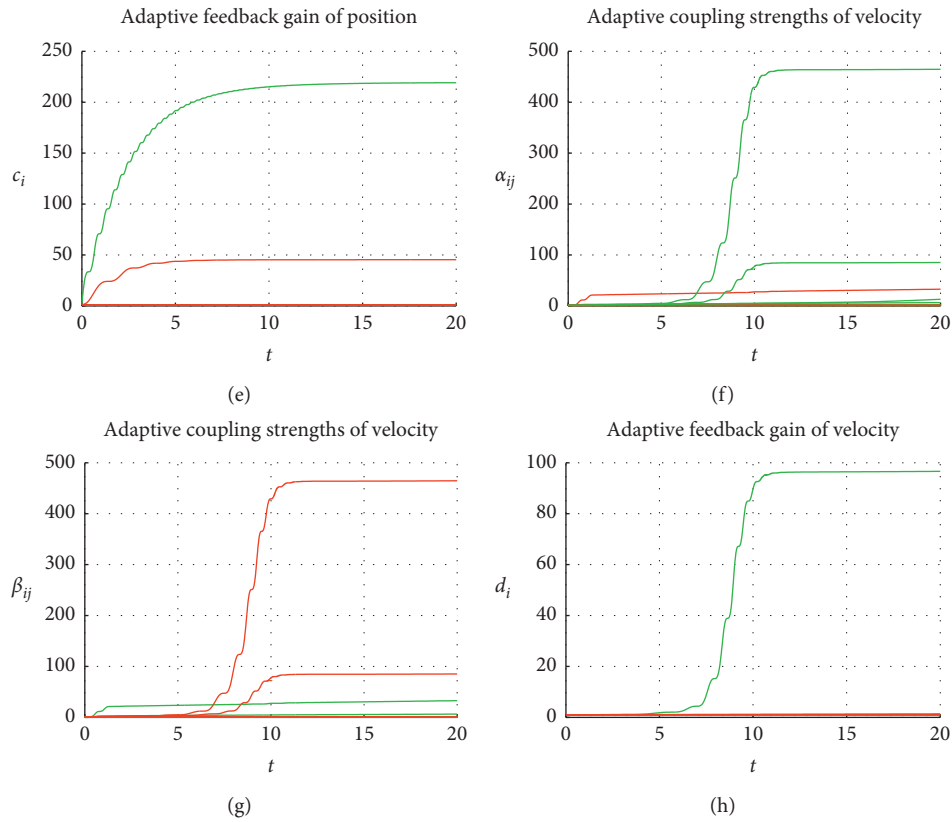 Adaptive feedback gain of position
250
200
150
100
50
0
c_i
0 5 10 15 20
t
(e)
Adaptive coupling strengths of velocity
500
400
300
200
100
0
α_ij
0 5 10 15 20
t
(f)
Adaptive coupling strengths of velocity
500
400
300
200
100
0
β_ij
0 5 10 15 20
t
(g)
Adaptive feedback gain of velocity
100
80
60
40
20
0
d_i
0 5 10 15 20
t
(h)